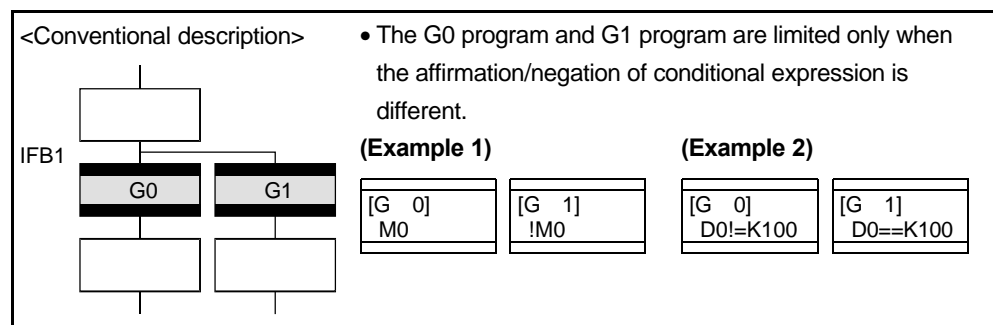 <Conventional description>
• The G0 program and G1 program are limited only when
the affirmation/negation of conditional expression is
different.
IFB1
G0
G1
(Example 1)
(Example 2)
[G 0]
M0
[G 1]
!M0
[G 0]
D0!=K100
[G 1]
D0==K100